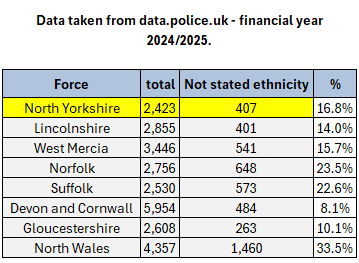 Data taken from data.police.uk - financial year
2024/2025.
Force total Not stated ethnicity %
North Yorkshire 2,423 407 16.8%
Lincolnshire 2,855 401 14.0%
West Mercia 3,446 541 15.7%
Norfolk 2,756 648 23.5%
Suffolk 2,530 573 22.6%
Devon and Cornwall 5,954 484 8.1%
Gloucestershire 2,608 263 10.1%
North Wales 4,357 1,460 33.5%